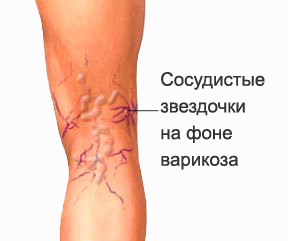 Сосудистые
звездочки
на фоне
варикоза